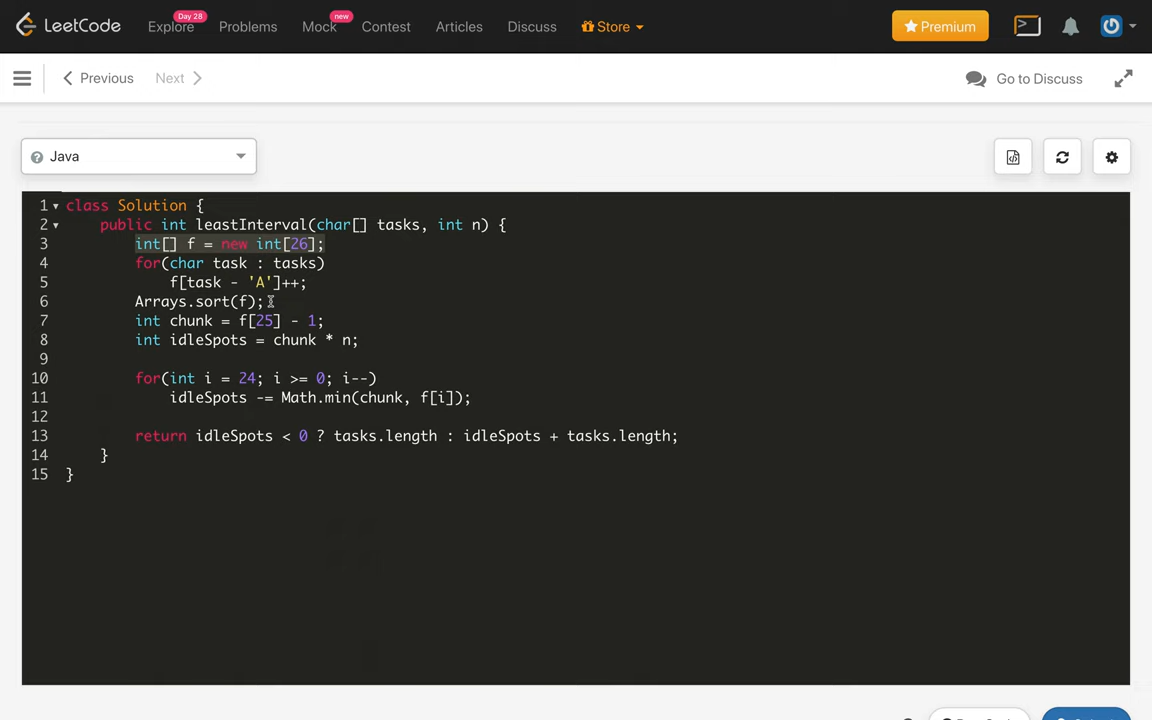 LeetCode Explore Day 28 Problems Mock new Contest Articles Discuss Store Premium
Previous Next Go to Discuss
Java
1 class Solution {
2 public int leastInterval(char[] tasks, int n) {
3 int[] f = new int[26];
4 for(char task : tasks)
5 f[task - 'A']++;
6 Arrays.sort(f);
7 int chunk = f[25] - 1;
8 int idleSpots = chunk * n;
9
10 for(int i = 24; i >= 0; i--)
11 idleSpots -= Math.min(chunk, f[i]);
12
13 return idleSpots < 0 ? tasks.length : idleSpots + tasks.length;
14 }
15 }